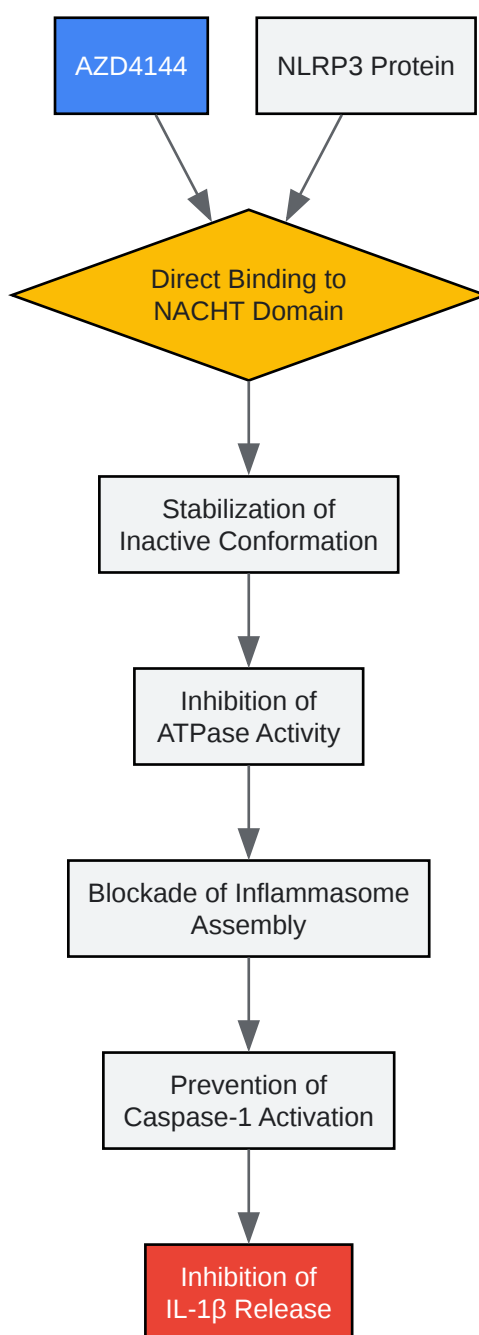 AZD4144
NLRP3 Protein
Direct Binding to
NACHT Domain
Stabilization of
Inactive Conformation
Inhibition of
ATPase Activity
Blockade of Inflammasome
Assembly
Prevention of
Caspase-1 Activation
Inhibition of
IL-1β Release